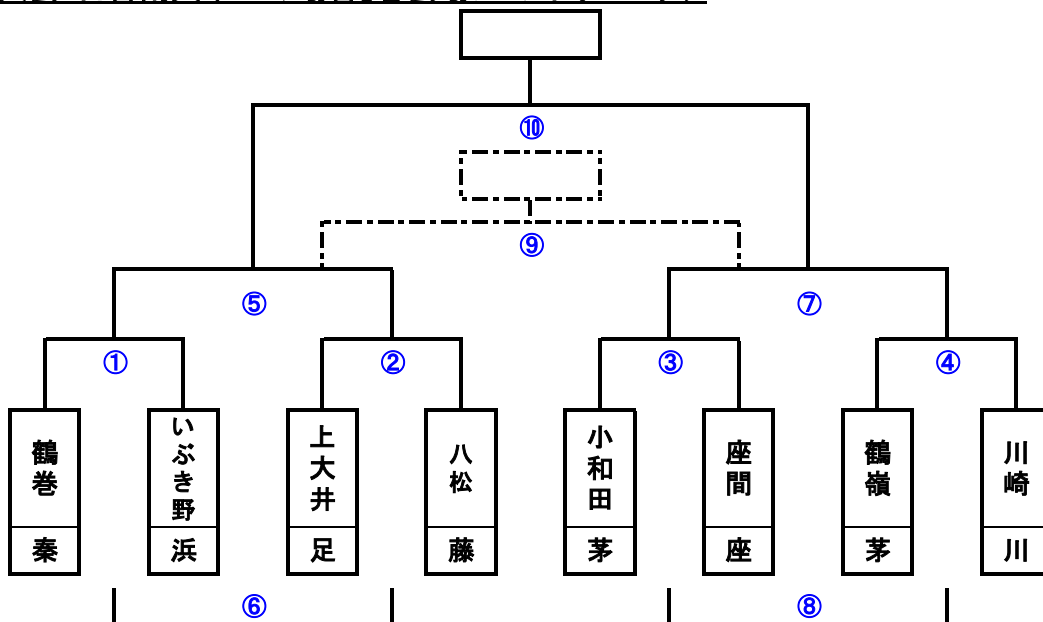 ⑩
⑨
⑤ ⑦
① ② ③ ④
鶴巻 いぶき野 上大井 八松 小和田 座間 鶴嶺 川崎
秦 浜 足 藤 茅 座 茅 川
⑥ ⑧